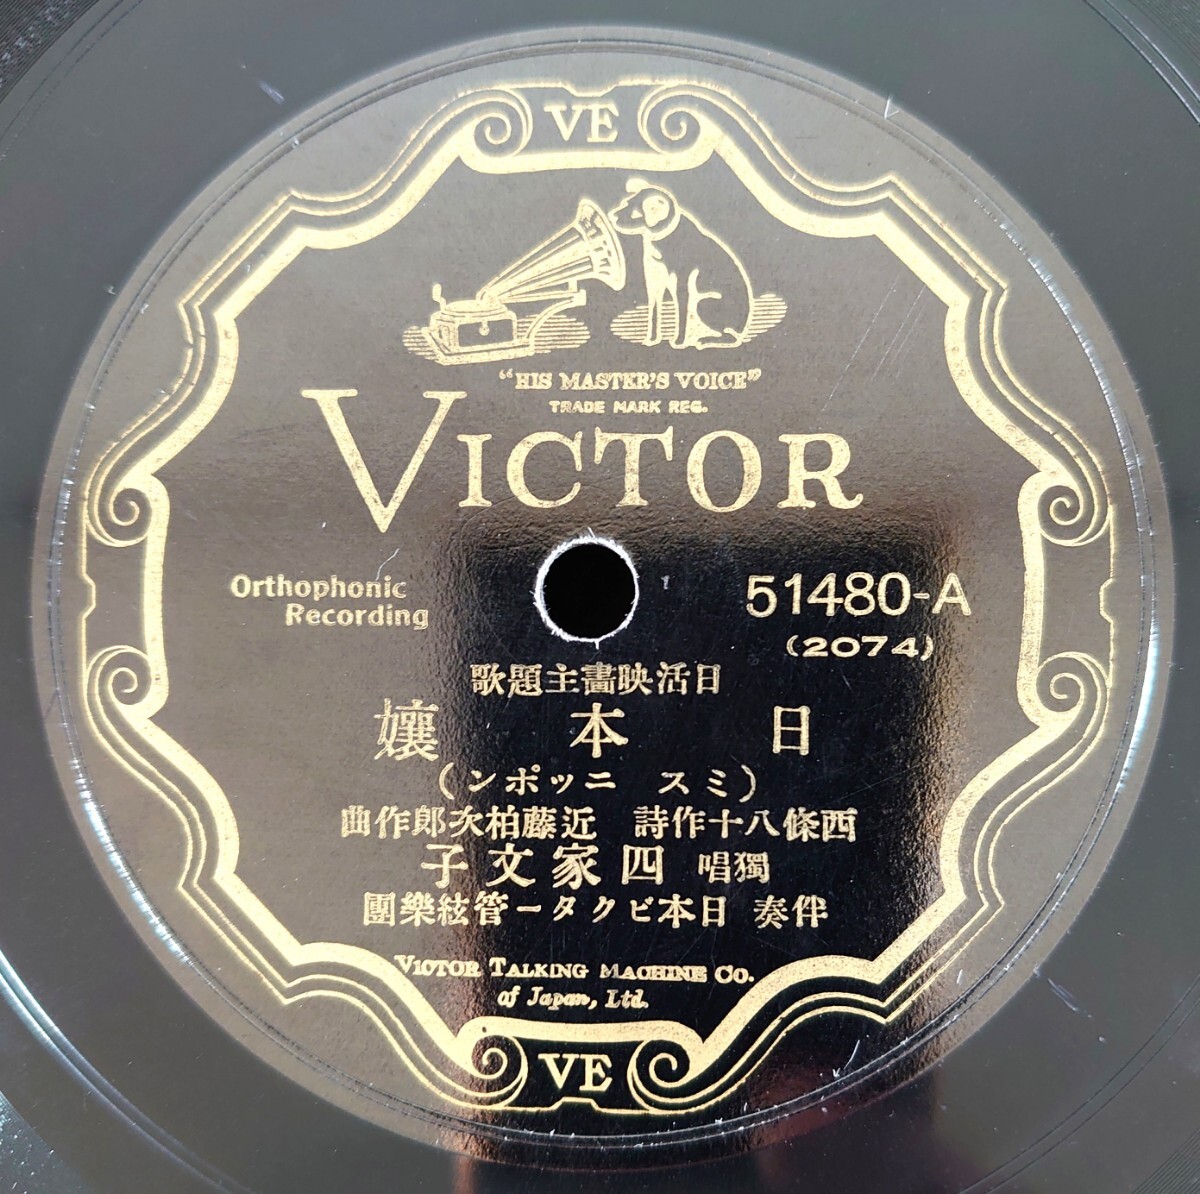 VE
"HIS MASTER'S VOICE"
TRADE MARK REG.
VICTOR
Orthophonic
Recording
51480-A
(2074)
日活映畫主題歌
日本孃
(ミス ニッポン)
西條八十作詩 近藤柏次郎作曲
獨唱 四家文子
伴奏 日本ビクター管絃樂團
VICTOR TALKING MACHINE CO.
of Japan, Ltd.
VE